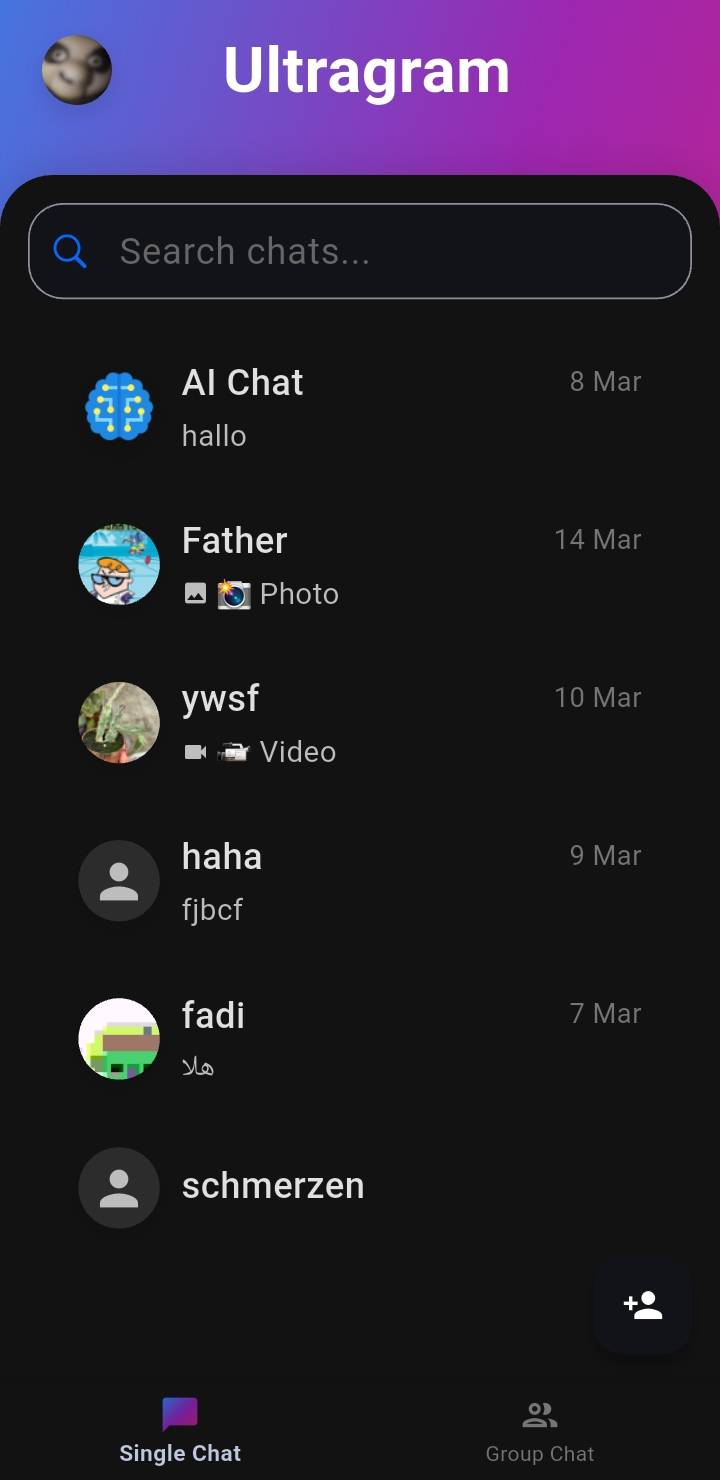 Ultragram
Search chats...
AI Chat
8 Mar
hallo
Father
14 Mar
📸 Photo
ywsf
10 Mar
🎥 Video
haha
9 Mar
fjbcf
fadi
7 Mar
هلا
schmerzen
Single Chat
Group Chat